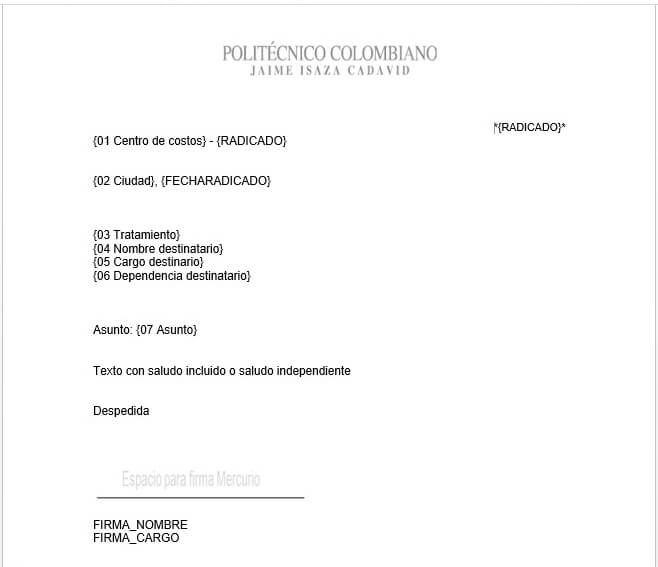 POLITÉCNICO COLOMBIANO
JAIME ISAZA CADAVID
*{RADICADO}*
{01 Centro de costos} - {RADICADO}
{02 Ciudad}, {FECHARADICADO}
{03 Tratamiento}
{04 Nombre destinatario}
{05 Cargo destinario}
{06 Dependencia destinatario}
Asunto: {07 Asunto}
Texto con saludo incluido o saludo independiente
Despedida
Espacio para firma Mercurio
FIRMA_NOMBRE
FIRMA_CARGO